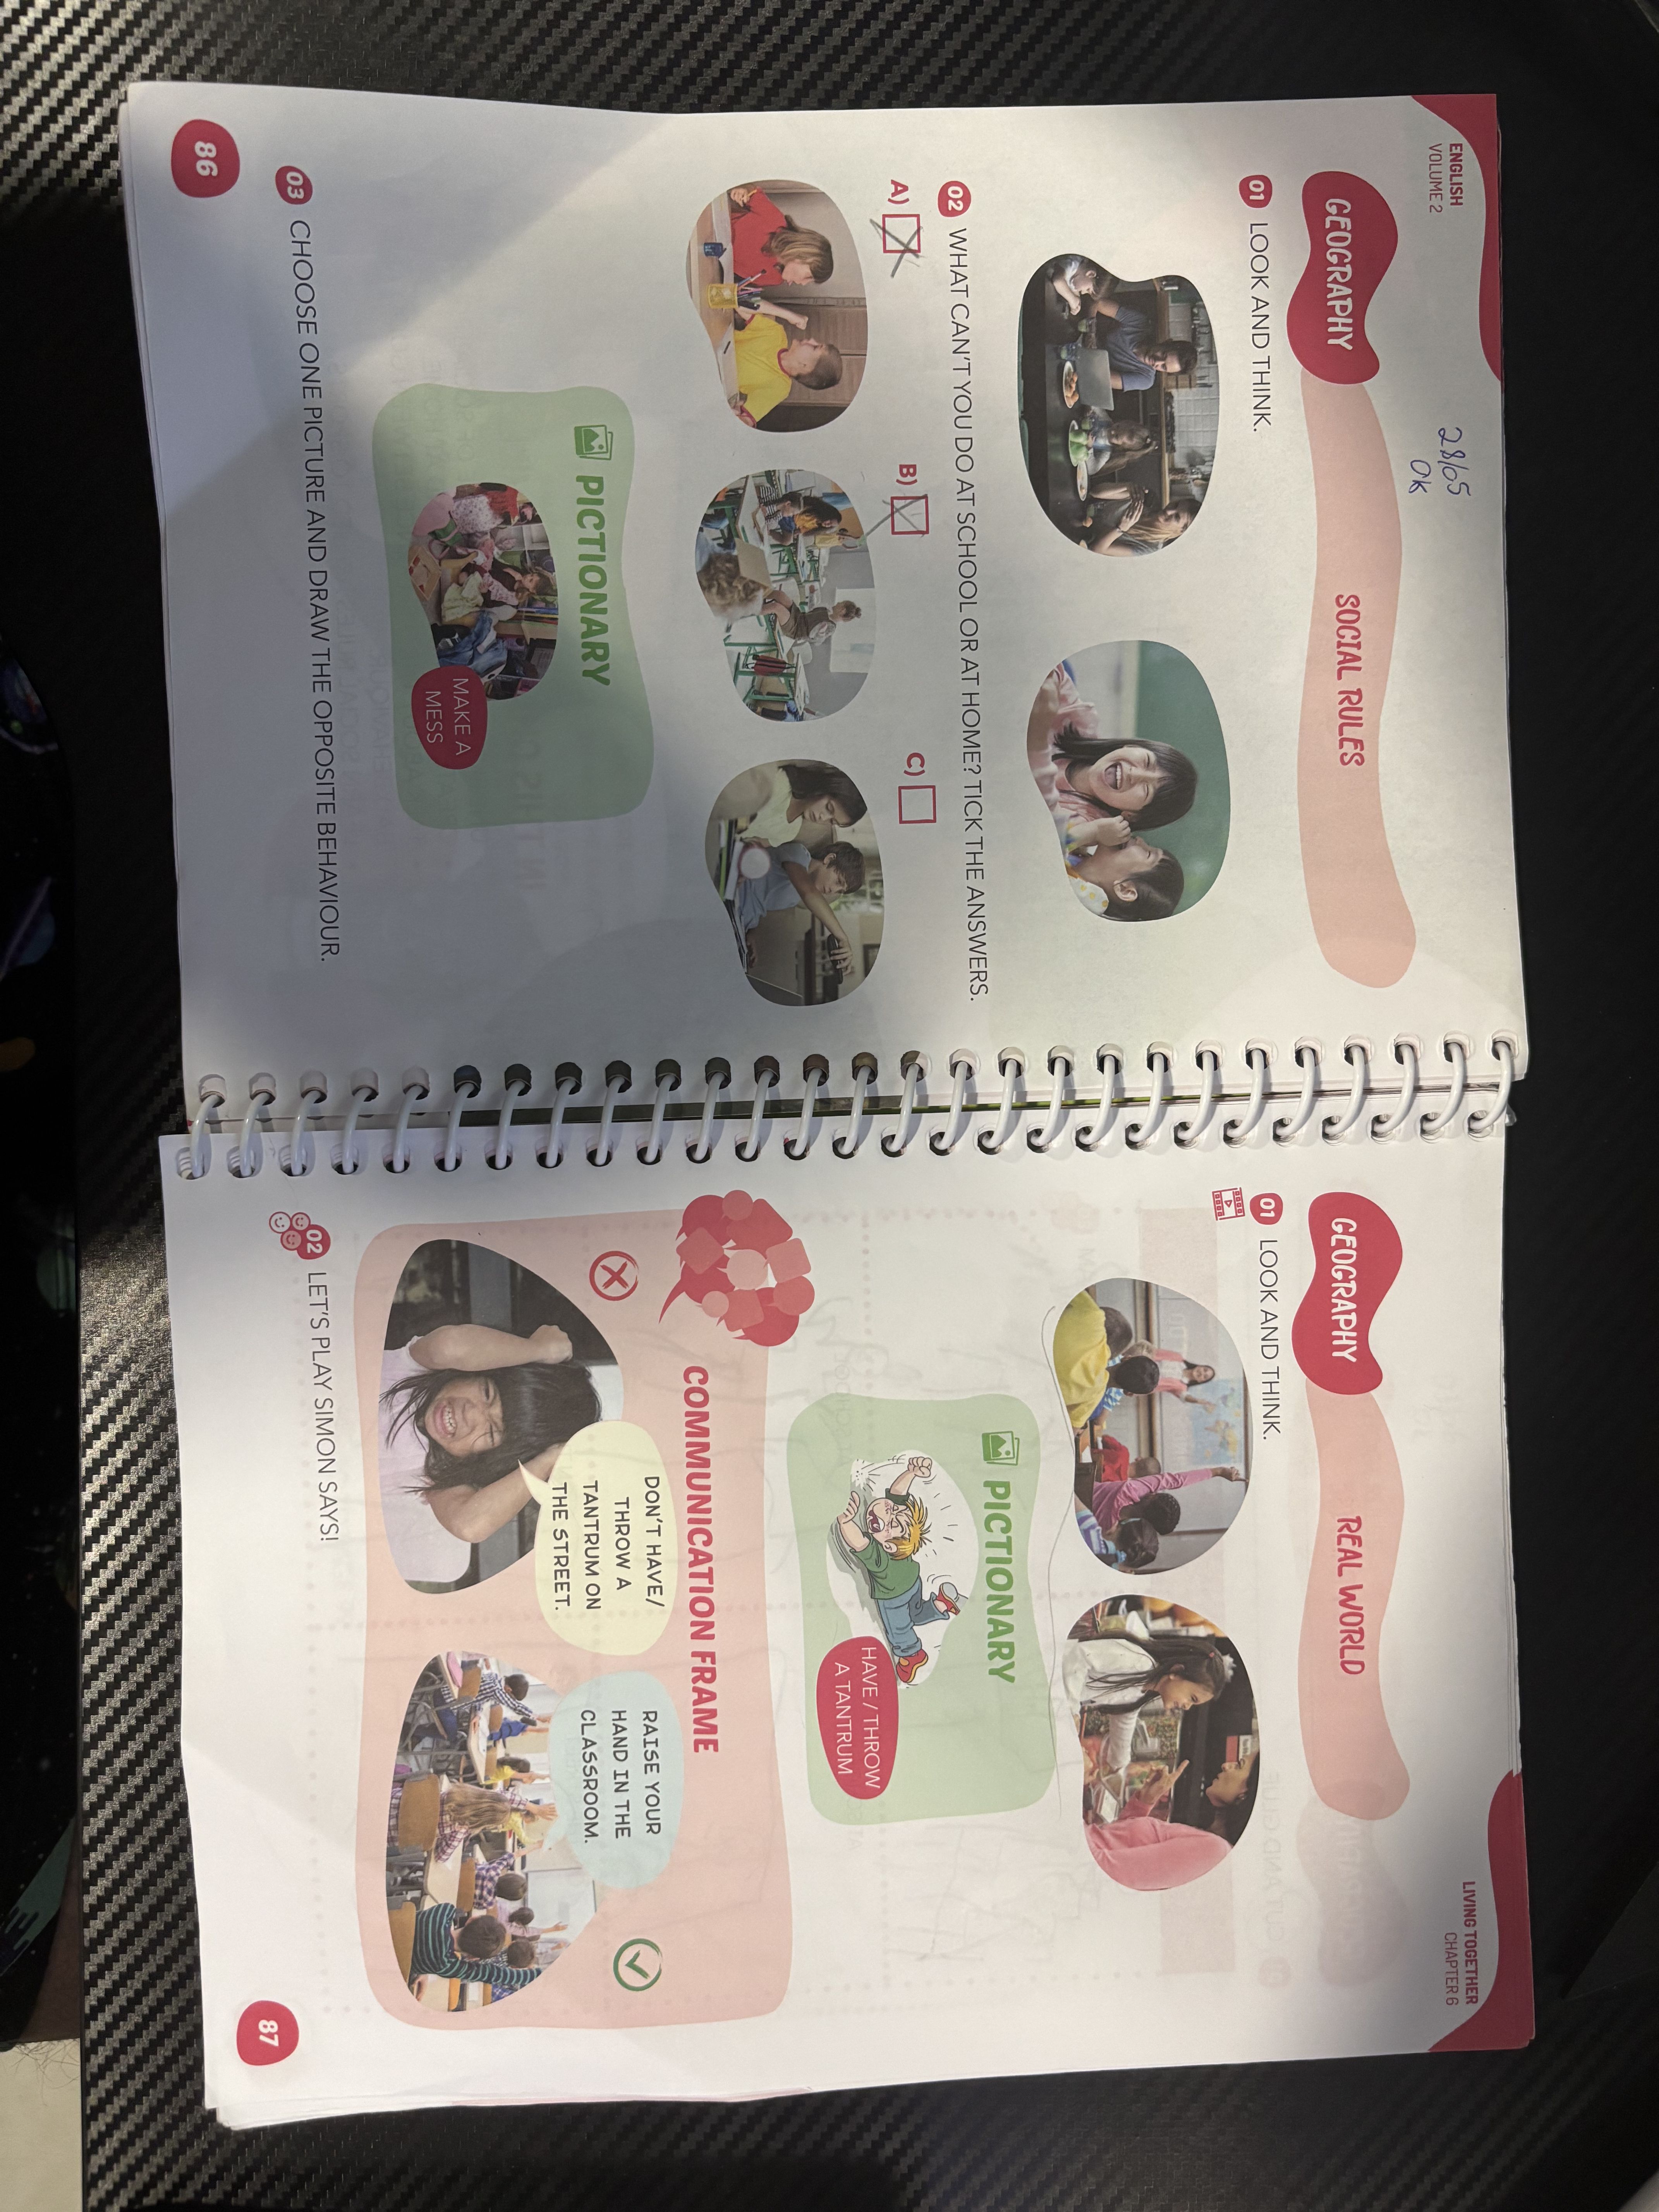 ENGLISH
VOLUME 2
28/05
OK
GEOGRAPHY
SOCIAL RULES
01 LOOK AND THINK.
02 WHAT CAN'T YOU DO AT SCHOOL OR AT HOME? TICK THE ANSWERS.
A)
B)
C)
PICTIONARY
MAKE A
MESS
03 CHOOSE ONE PICTURE AND DRAW THE OPPOSITE BEHAVIOUR.
86
LIVING TOGETHER
CHAPTER 6
GEOGRAPHY
REAL WORLD
01 LOOK AND THINK.
PICTIONARY
HAVE / THROW
A TANTRUM
COMMUNICATION FRAME
DON'T HAVE/
THROW A
TANTRUM ON
THE STREET.
RAISE YOUR
HAND IN THE
CLASSROOM.
02 LET'S PLAY SIMON SAYS!
87